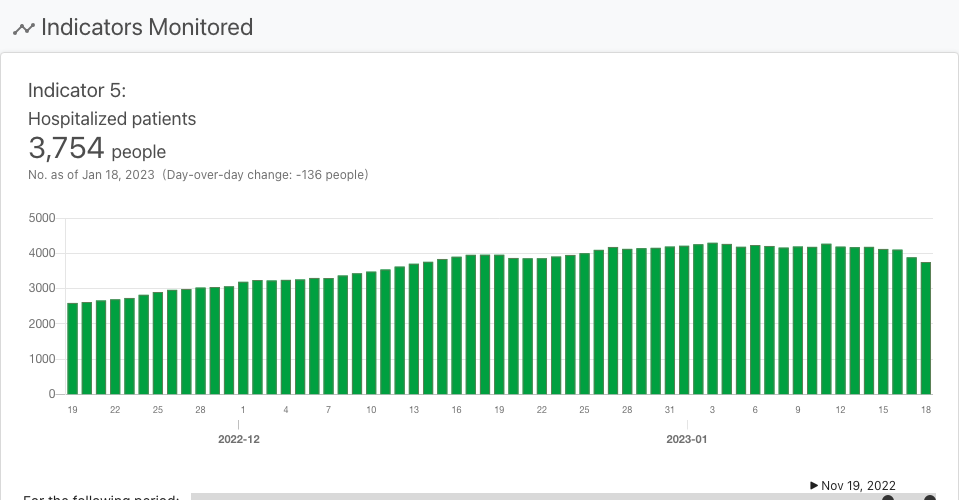 Indicators Monitored
Indicator 5:
Hospitalized patients
3,754 people
No. as of Jan 18, 2023 (Day-over-day change: -136 people)
5000
4000
3000
2000
1000
0
19 22 25 28 1 4 7 10 13 16 19 22 25 28 31 3 6 9 12 15 18
2022-12 2023-01
▶ Nov 19, 2022
For the following period: